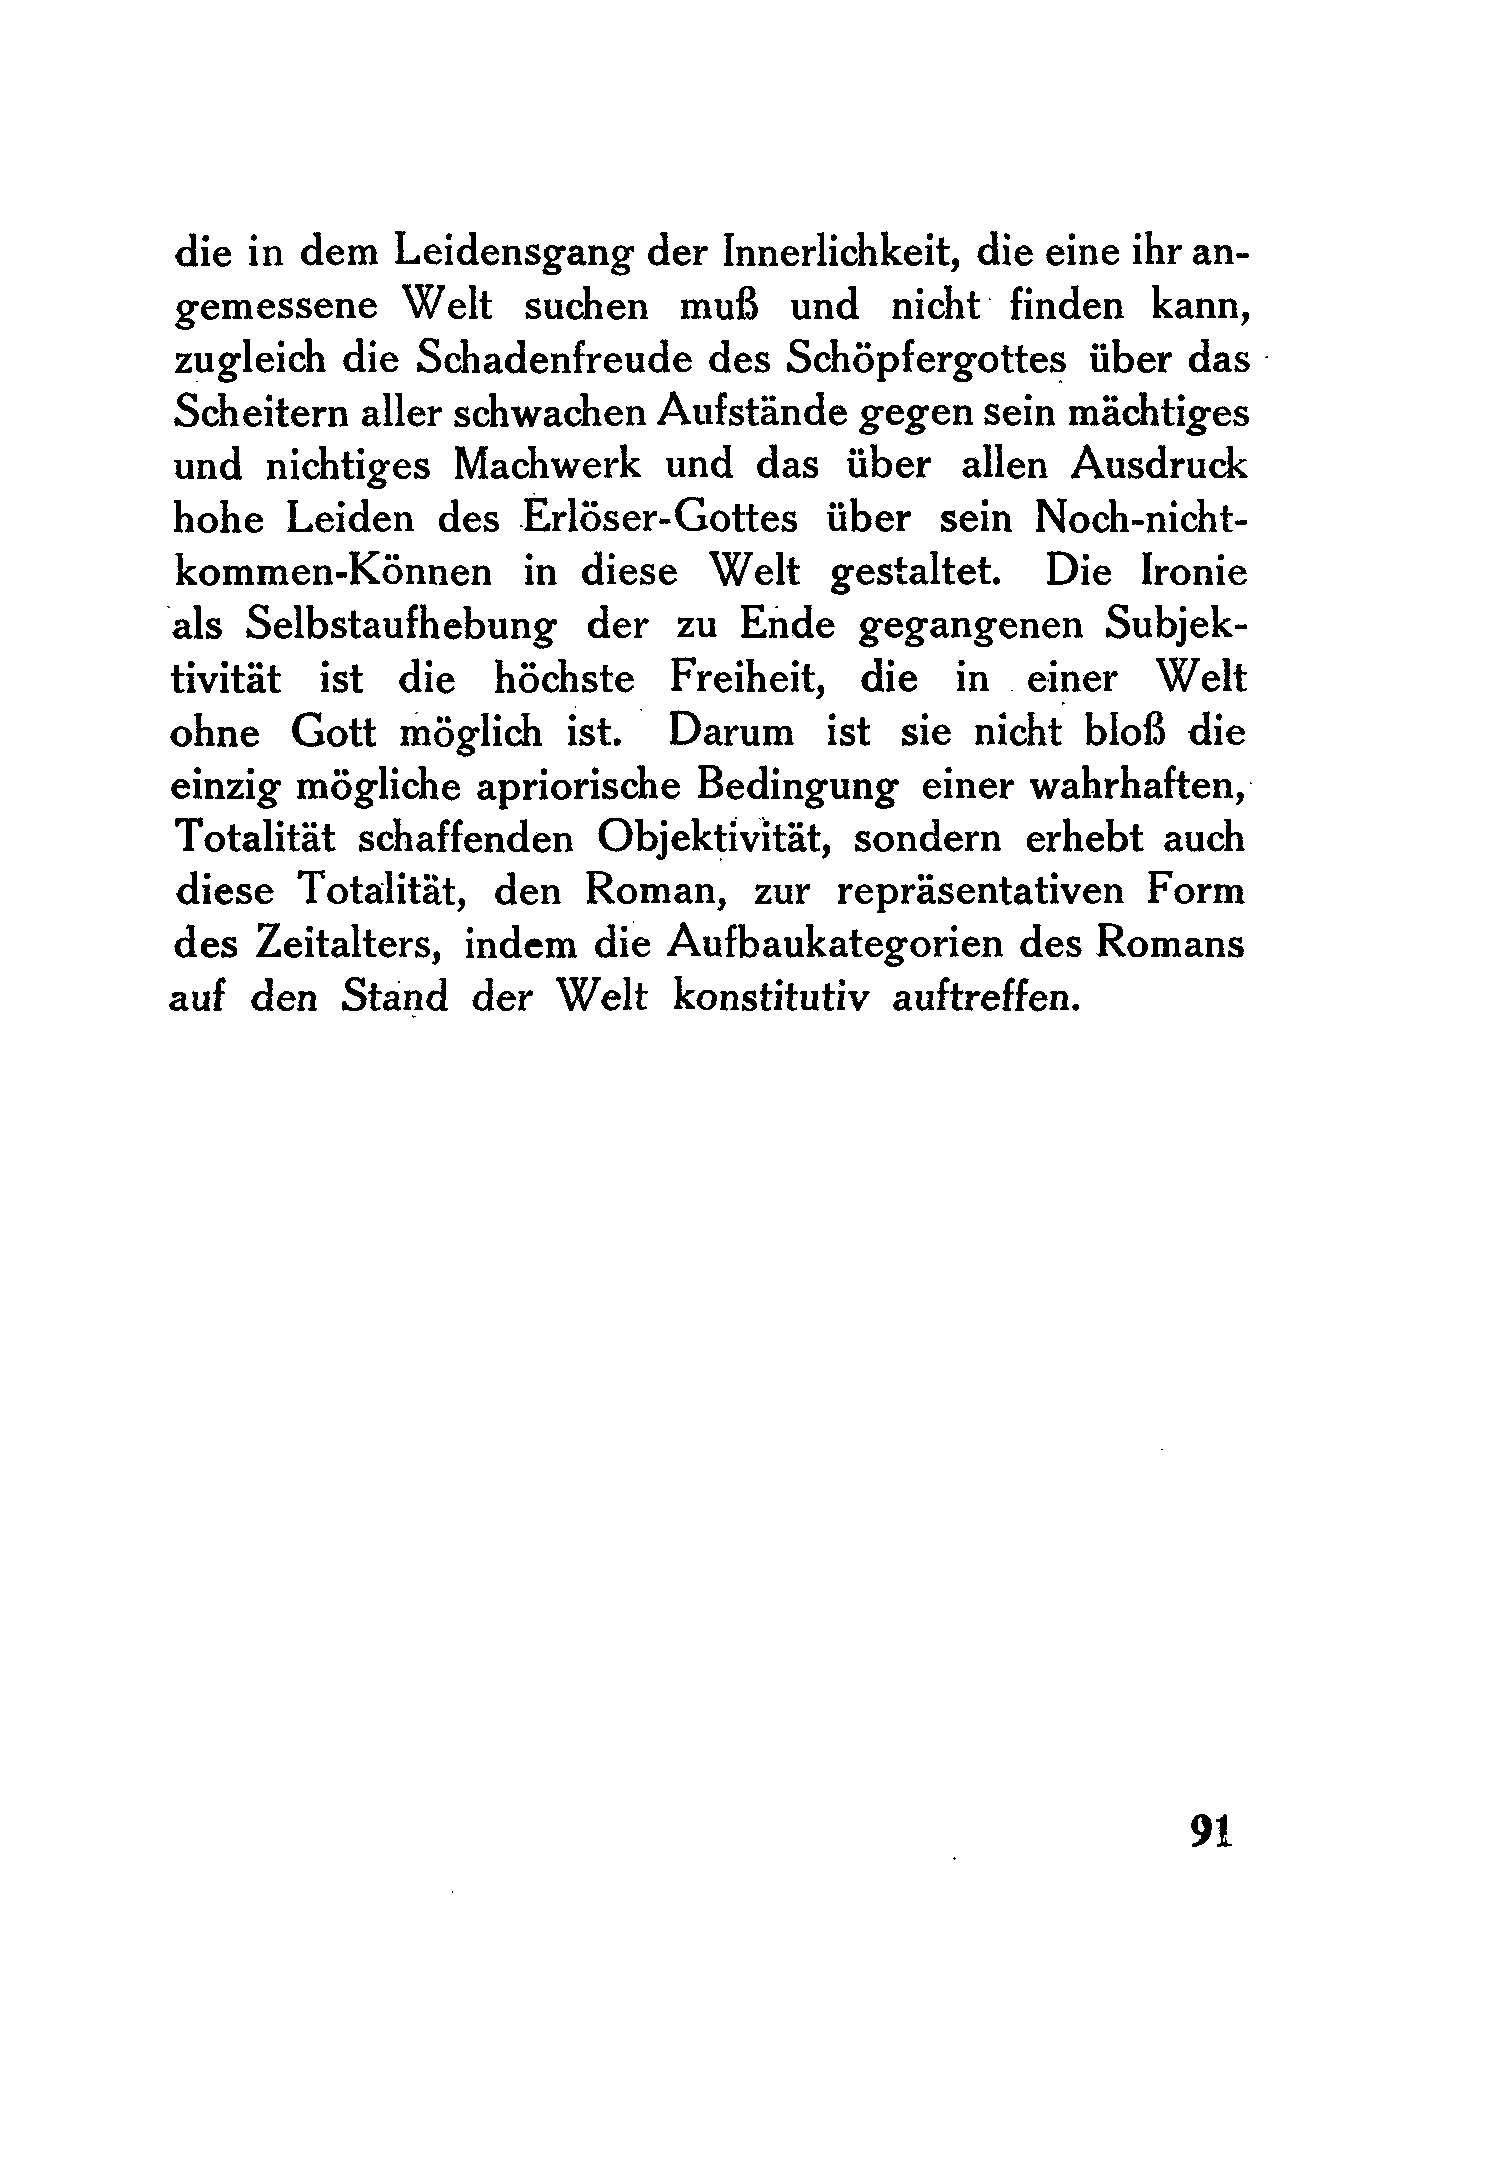 die in dem Leidensgang der Innerlichkeit, die eine ihr an-
gemessene Welt suchen muß und nicht finden kann,
zugleich die Schadenfreude des Schöpfergottes über das
Scheitern aller schwachen Aufstände gegen sein mächtiges
und nichtiges Machwerk und das über allen Ausdruck
hohe Leiden des Erlöser-Gottes über sein Noch-nicht-
kommen-Können in diese Welt gestaltet. Die Ironie
als Selbstaufhebung der zu Ende gegangenen Subjek-
tivität ist die höchste Freiheit, die in einer Welt
ohne Gott möglich ist. Darum ist sie nicht bloß die
einzig mögliche apriorische Bedingung einer wahrhaften,
Totalität schaffenden Objektivität, sondern erhebt auch
diese Totalität, den Roman, zur repräsentativen Form
des Zeitalters, indem die Aufbaukategorien des Romans
auf den Stand der Welt konstitutiv auftreffen.
91